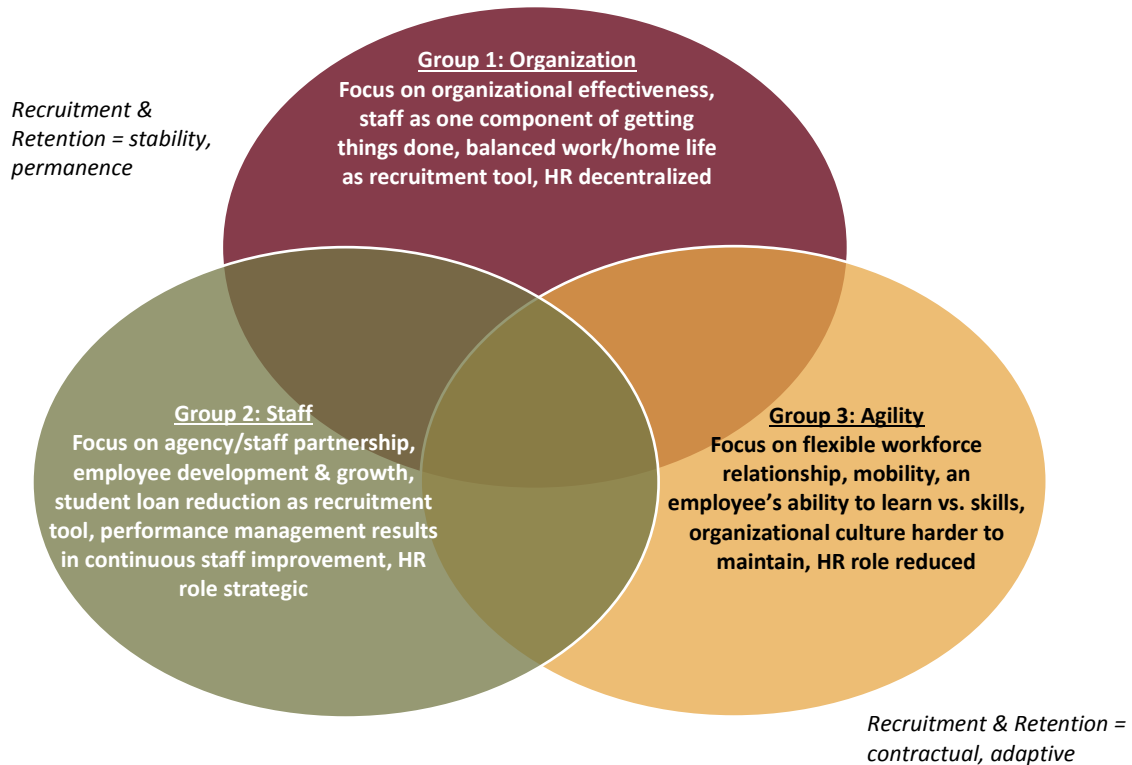 Group 1: Organization
Focus on organizational effectiveness,
staff as one component of getting
things done, balanced work/home life
as recruitment tool, HR decentralized
Recruitment &
Retention = stability,
permanence
Group 2: Staff
Focus on agency/staff partnership,
employee development & growth,
student loan reduction as recruitment
tool, performance management results
in continuous staff improvement, HR
role strategic
Group 3: Agility
Focus on flexible workforce
relationship, mobility, an
employee’s ability to learn vs. skills,
organizational culture harder to
maintain, HR role reduced
Recruitment & Retention =
contractual, adaptive